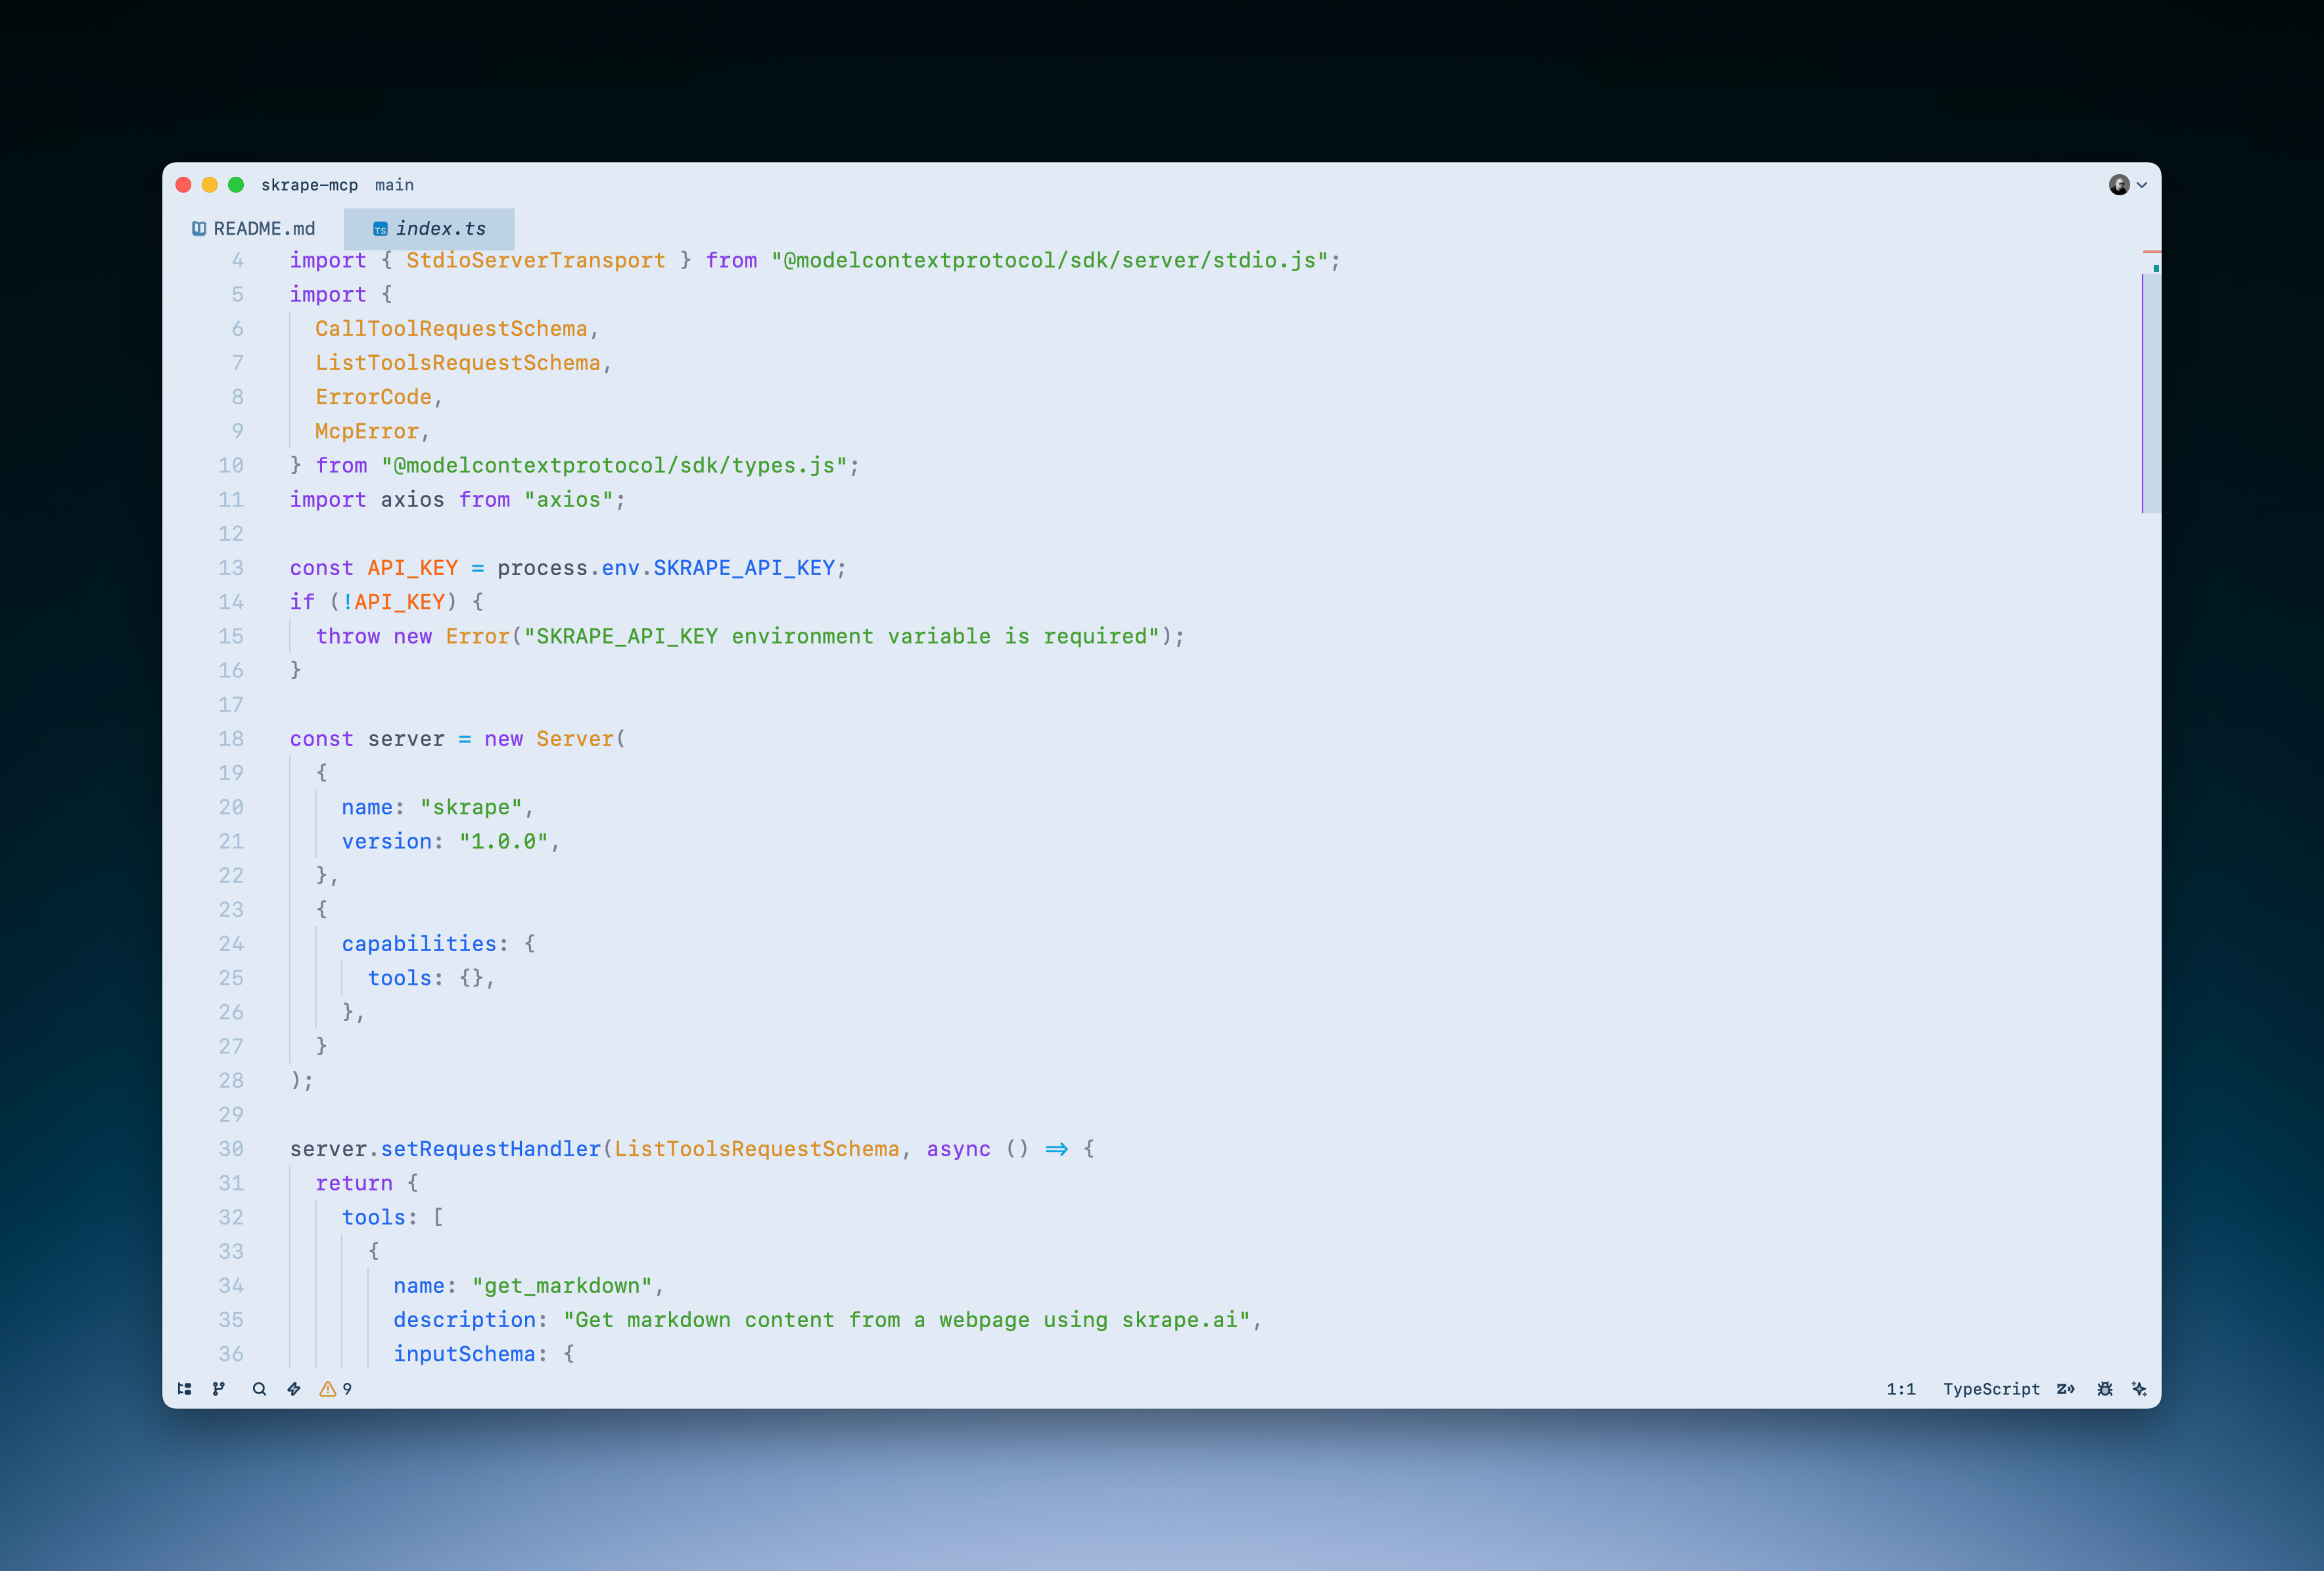 skrape-mcp main
README.md index.ts
4 import { StdioServerTransport } from "@modelcontextprotocol/sdk/server/stdio.js";
5 import {
6 CallToolRequestSchema,
7 ListToolsRequestSchema,
8 ErrorCode,
9 McpError,
10 } from "@modelcontextprotocol/sdk/types.js";
11 import axios from "axios";
12
13 const API_KEY = process.env.SKRAPE_API_KEY;
14 if (!API_KEY) {
15 throw new Error("SKRAPE_API_KEY environment variable is required");
16 }
17
18 const server = new Server(
19 {
20 name: "skrape",
21 version: "1.0.0",
22 },
23 {
24 capabilities: {
25 tools: {},
26 },
27 }
28 );
29
30 server.setRequestHandler(ListToolsRequestSchema, async () => {
31 return {
32 tools: [
33 {
34 name: "get_markdown",
35 description: "Get markdown content from a webpage using skrape.ai",
36 inputSchema: {
9 1:1 TypeScript